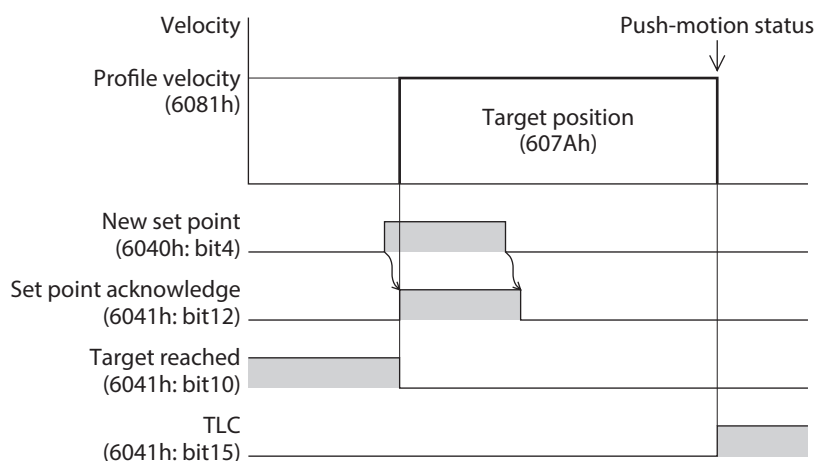 Velocity
Push-motion status
Profile velocity
(6081h)
Target position
(607Ah)
New set point
(6040h: bit4)
Set point acknowledge
(6041h: bit12)
Target reached
(6041h: bit10)
TLC
(6041h: bit15)